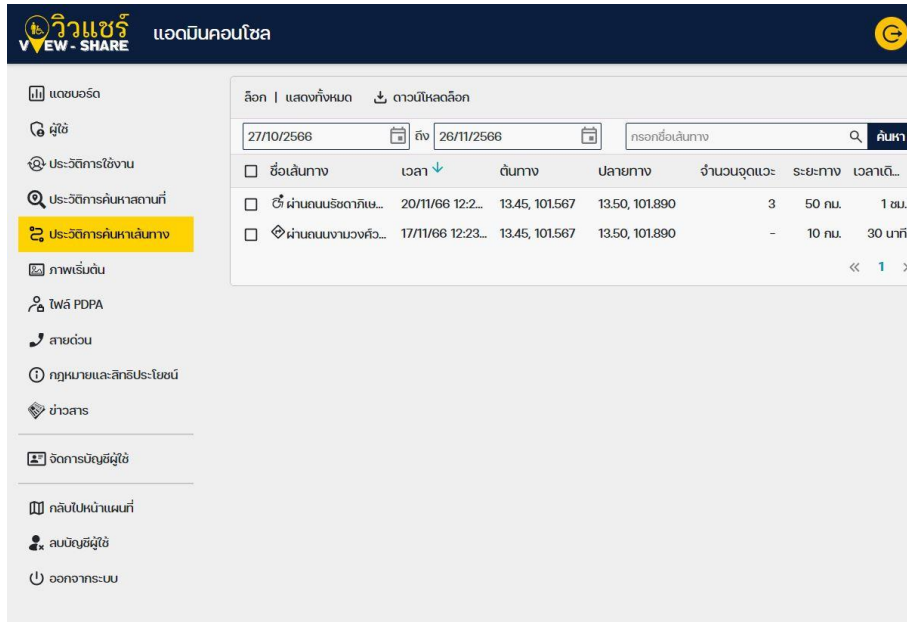 วิวแชร์
VIEW - SHARE
แอดมินคอนโซล
แดชบอร์ด
ผู้ใช้
ประวัติการใช้งาน
ประวัติการค้นหาสถานที่
ประวัติการค้นหาเส้นทาง
ภาพเริ่มต้น
ไฟล์ PDPA
สายด่วน
กฎหมายและสิทธิประโยชน์
ข่าวสาร
จัดการบัญชีผู้ใช้
กลับไปหน้าแผนที่
ลบบัญชีผู้ใช้
ออกจากระบบ
ล็อก | แสดงทั้งหมด ดาวน์โหลดล็อก
27/10/2566 ถึง 26/11/2566 กรอกชื่อเส้นทาง ค้นหา
ชื่อเส้นทาง เวลา ต้นทาง ปลายทาง จำนวนจุดแวะ ระยะทาง เวลาเดิ...
ผ่านถนนรัชดาภิเษ... 20/11/66 12:2... 13.45, 101.567 13.50, 101.890 3 50 กม. 1 ชม.
ผ่านถนนงามวงศ์ว... 17/11/66 12:23... 13.45, 101.567 13.50, 101.890 - 10 กม. 30 นาที
« 1 ›